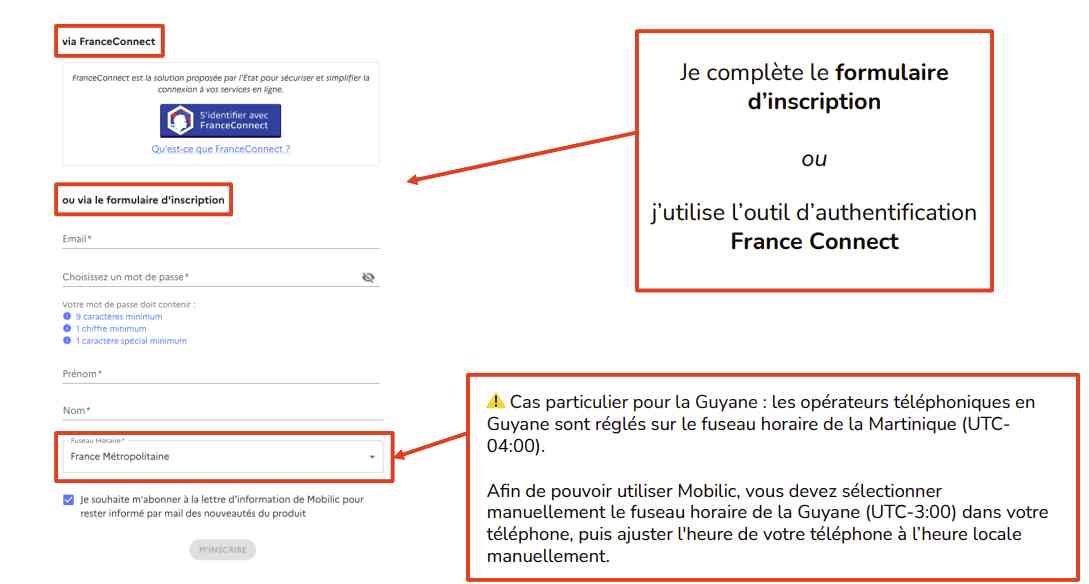 via FranceConnect
FranceConnect est la solution proposée par l'État pour sécuriser et simplifier la
connexion à vos services en ligne.
S'identifier avec
FranceConnect
Qu'est-ce que FranceConnect ?
ou via le formulaire d'inscription
Email*
Choisissez un mot de passe*
Votre mot de passe doit contenir :
9 caractères minimum
1 chiffre minimum
1 caractère spécial minimum
Prénom*
Nom*
Fuseau Horaire*
France Métropolitaine
Je souhaite m'abonner à la lettre d'information de Mobilic pour
rester informé par mail des nouveautés du produit
M'INSCRIRE
Je complète le formulaire
d’inscription
ou
j’utilise l’outil d’authentification
France Connect
⚠️ Cas particulier pour la Guyane : les opérateurs téléphoniques en
Guyane sont réglés sur le fuseau horaire de la Martinique (UTC-
04:00).
Afin de pouvoir utiliser Mobilic, vous devez sélectionner
manuellement le fuseau horaire de la Guyane (UTC-3:00) dans votre
téléphone, puis ajuster l'heure de votre téléphone à l’heure locale
manuellement.